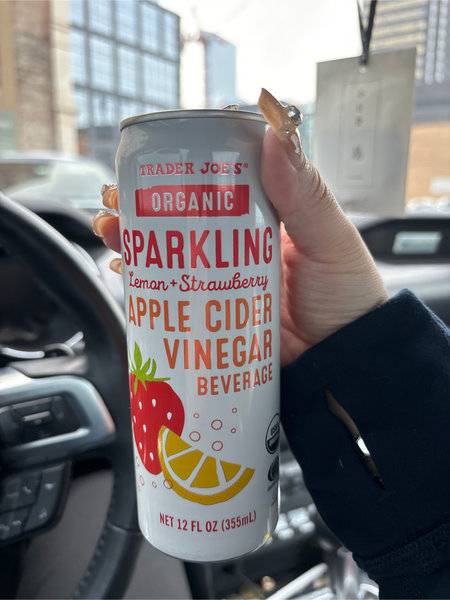 TRADER JOE'S®
ORGANIC
SPARKLING
Lemon + Strawberry
APPLE CIDER
VINEGAR
BEVERAGE
NET 12 FL OZ (355mL)